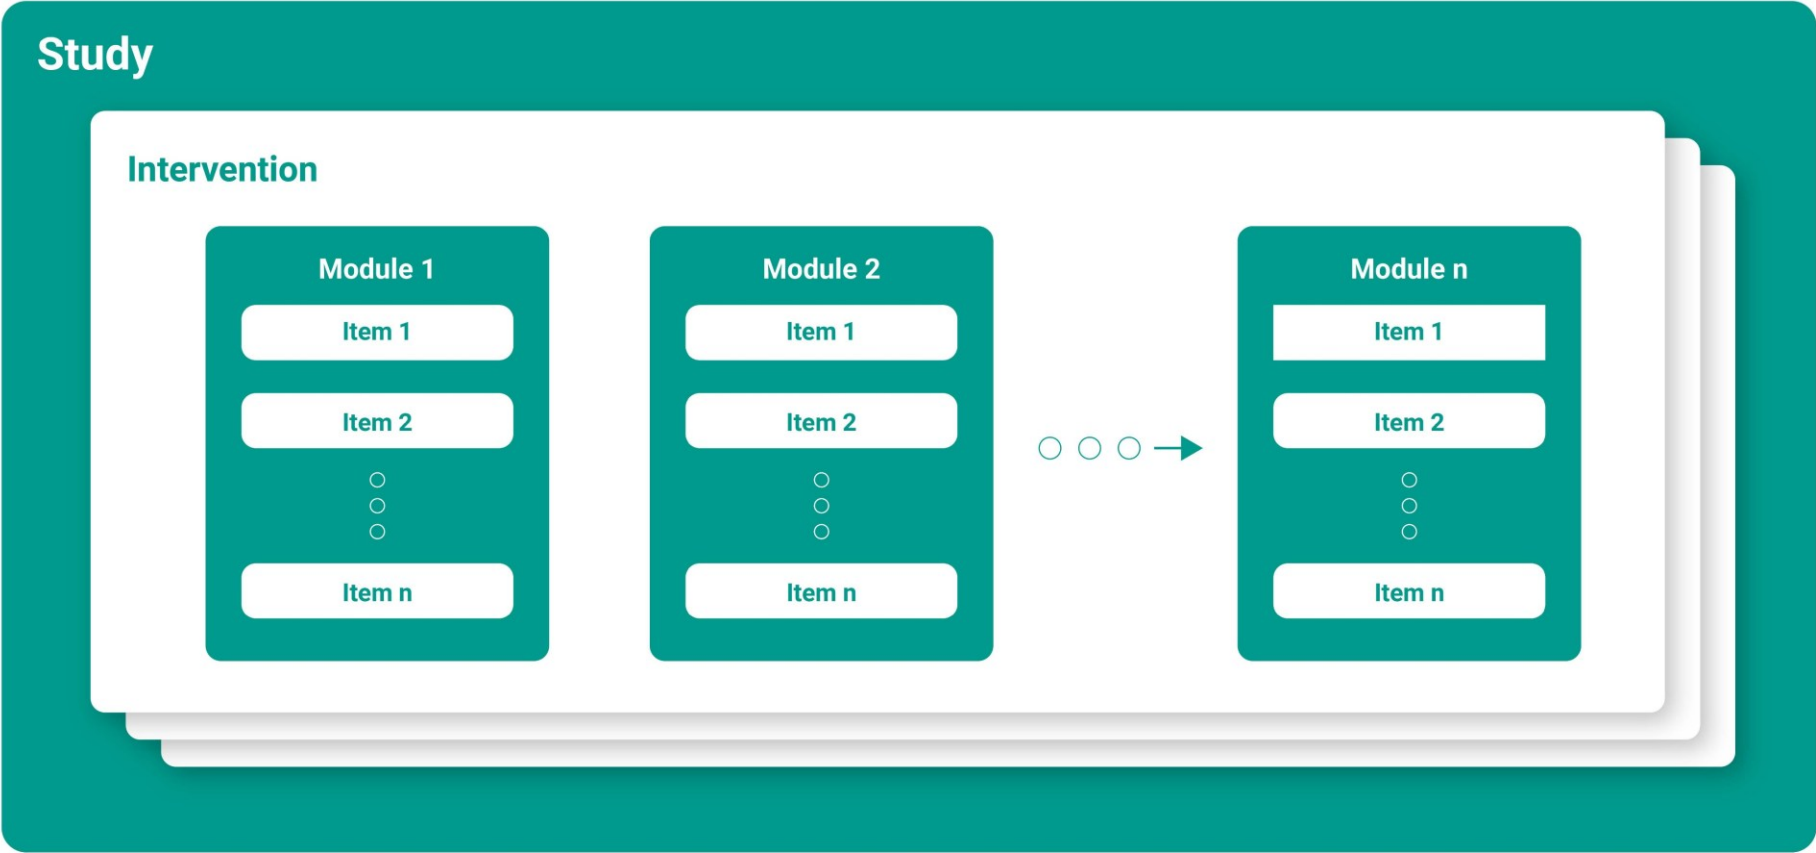 Study
Intervention
Module 1
Item 1
Item 2
Item n
Module 2
Item 1
Item 2
Item n
Module n
Item 1
Item 2
Item n